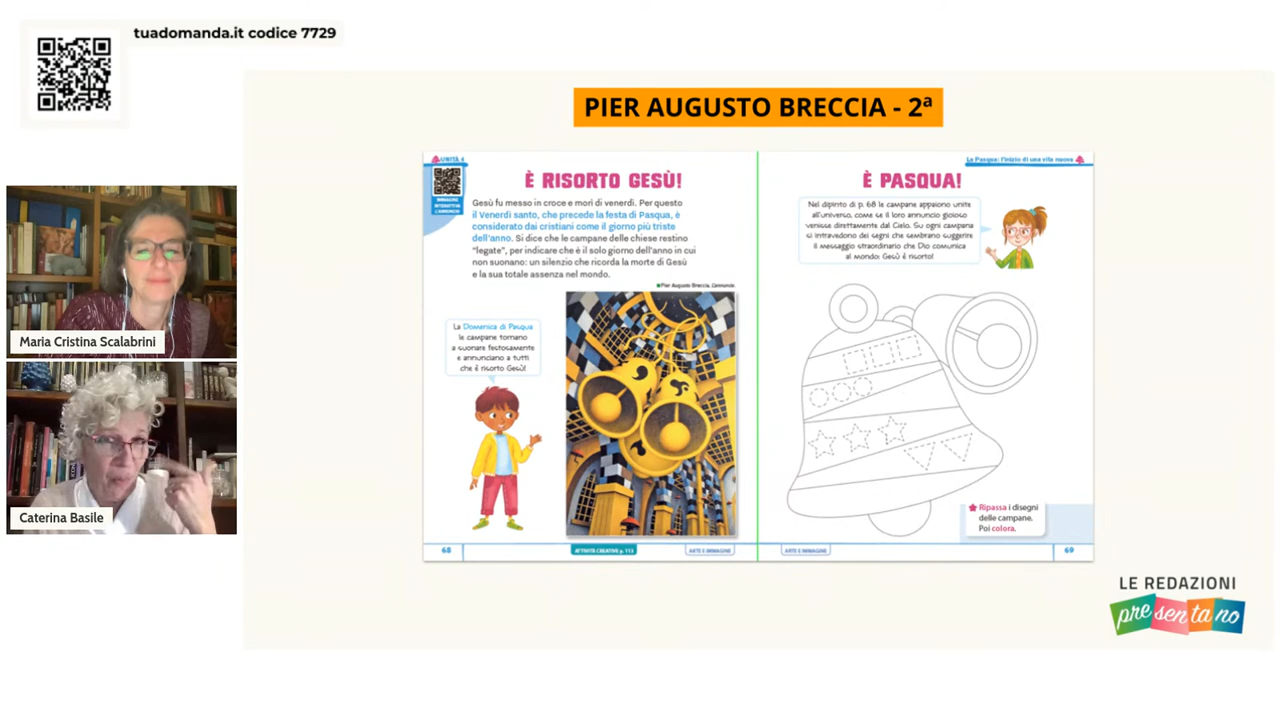 tuadomanda.it codice 7729
PIER AUGUSTO BRECCIA - 2ª
UNITÀ 4
IMMAGINE
INTERATTIVA
L'ANNUNCIO
È RISORTO GESÙ!
Gesù fu messo in croce e morì di venerdì. Per questo
il Venerdì santo, che precede la festa di Pasqua, è
considerato dai cristiani come il giorno più triste
dell'anno. Si dice che le campane delle chiese restino
"legate", per indicare che è il solo giorno dell'anno in cui
non suonano: un silenzio che ricorda la morte di Gesù
e la sua totale assenza nel mondo.
Pier Augusto Breccia, L'annuncio.
La Domenica di Pasqua
le campane tornano
a suonare festosamente
e annunciano a tutti
che è risorto Gesù!
68
ATTIVITÀ CREATIVE p. 113
ARTE E IMMAGINE
La Pasqua: l'inizio di una vita nuova
È PASQUA!
Nel dipinto di p. 68 le campane appaiono unite
all'universo, come se il loro annuncio gioioso
venisse direttamente dal Cielo. Su ogni campana
si intravedono dei segni che sembrano suggerire
il messaggio straordinario che Dio comunica
al mondo: Gesù è risorto!
Ripassa i disegni
delle campane.
Poi colora.
ARTE E IMMAGINE
69
Maria Cristina Scalabrini
Caterina Basile
LE REDAZIONI
presentano